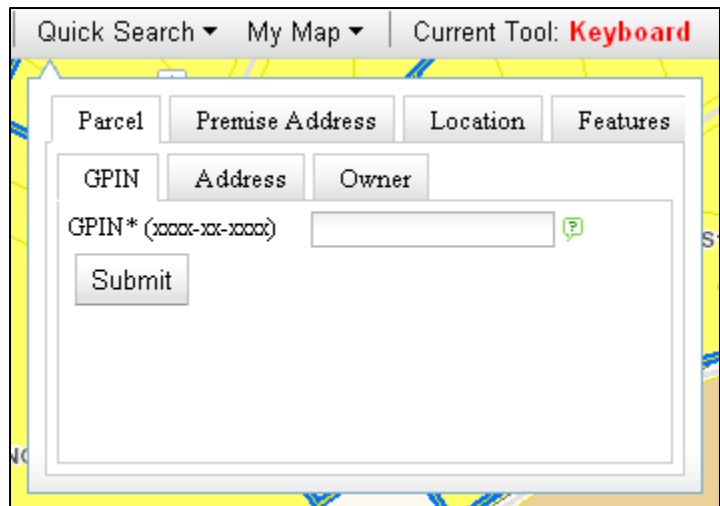 Quick Search My Map Current Tool: Keyboard
Parcel Premise Address Location Features
GPIN Address Owner
GPIN* (xxxx-xx-xxxx)
Submit